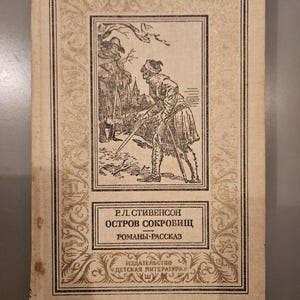 Р.Л. СТИВЕНСОН
ОСТРОВ СОКРОВИЩ
РОМАНЫ·РАССКАЗ
ИЗДАТЕЛЬСТВО
«ДЕТСКАЯ ЛИТЕРАТУРА»